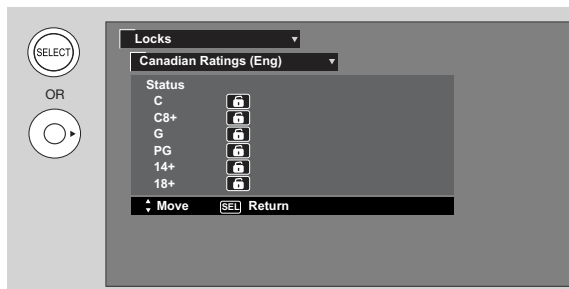 SELECT
OR
Locks
Canadian Ratings (Eng)
Status
C
C8+
G
PG
14+
18+
Move SEL Return